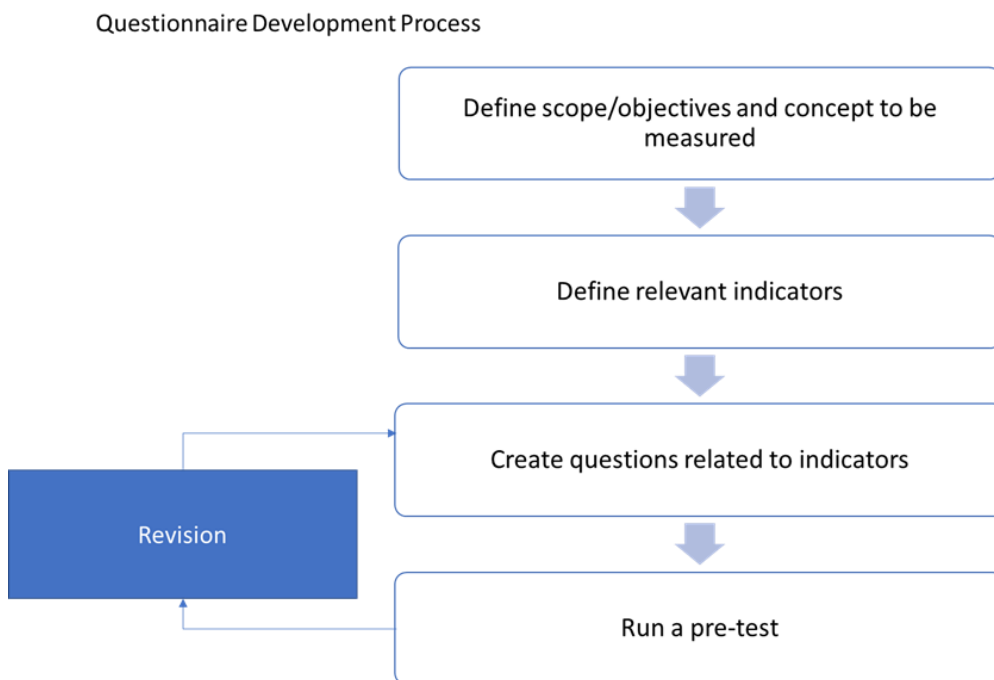 Questionnaire Development Process
Define scope/objectives and concept to be
measured
Define relevant indicators
Create questions related to indicators
Revision
Run a pre-test